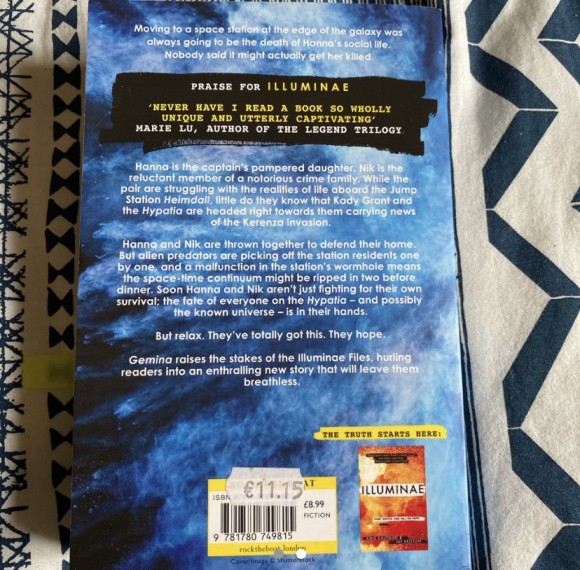 Moving to a space station at the edge of the galaxy was
always going to be the death of Hanna's social life.
Nobody said it might actually get her killed.
PRAISE FOR ILLUMINAE
'NEVER HAVE I READ A BOOK SO WHOLLY
UNIQUE AND UTTERLY CAPTIVATING'
MARIE LU, AUTHOR OF THE LEGEND TRILOGY
Hanna is the captain's pampered daughter. Nik is the
reluctant member of a notorious crime family. While the
pair are struggling with the realities of life aboard the Jump
Station Heimdall, little do they know that Kady Grant and
the Hypatia are headed right towards them carrying news
of the Kerenza invasion.
Hanna and Nik are thrown together to defend their home.
But alien predators are picking off the station residents one
by one, and a malfunction in the station's wormhole means
the space-time continuum might be ripped in two before
dinner. Soon Hanna and Nik aren't just fighting for their own
survival; the fate of everyone on the Hypatia – and possibly
the known universe – is in their hands.
But relax. They've totally got this. They hope.
Gemina raises the stakes of the Illuminae Files, hurling
readers into an enthralling new story that will leave them
breathless.
THE TRUTH STARTS HERE:
ILLUMINAE
AT
ISBN
€11.15
£8.99
FICTION
9 781780 749815
rocktheboat.london
Cover image © Shutterstock